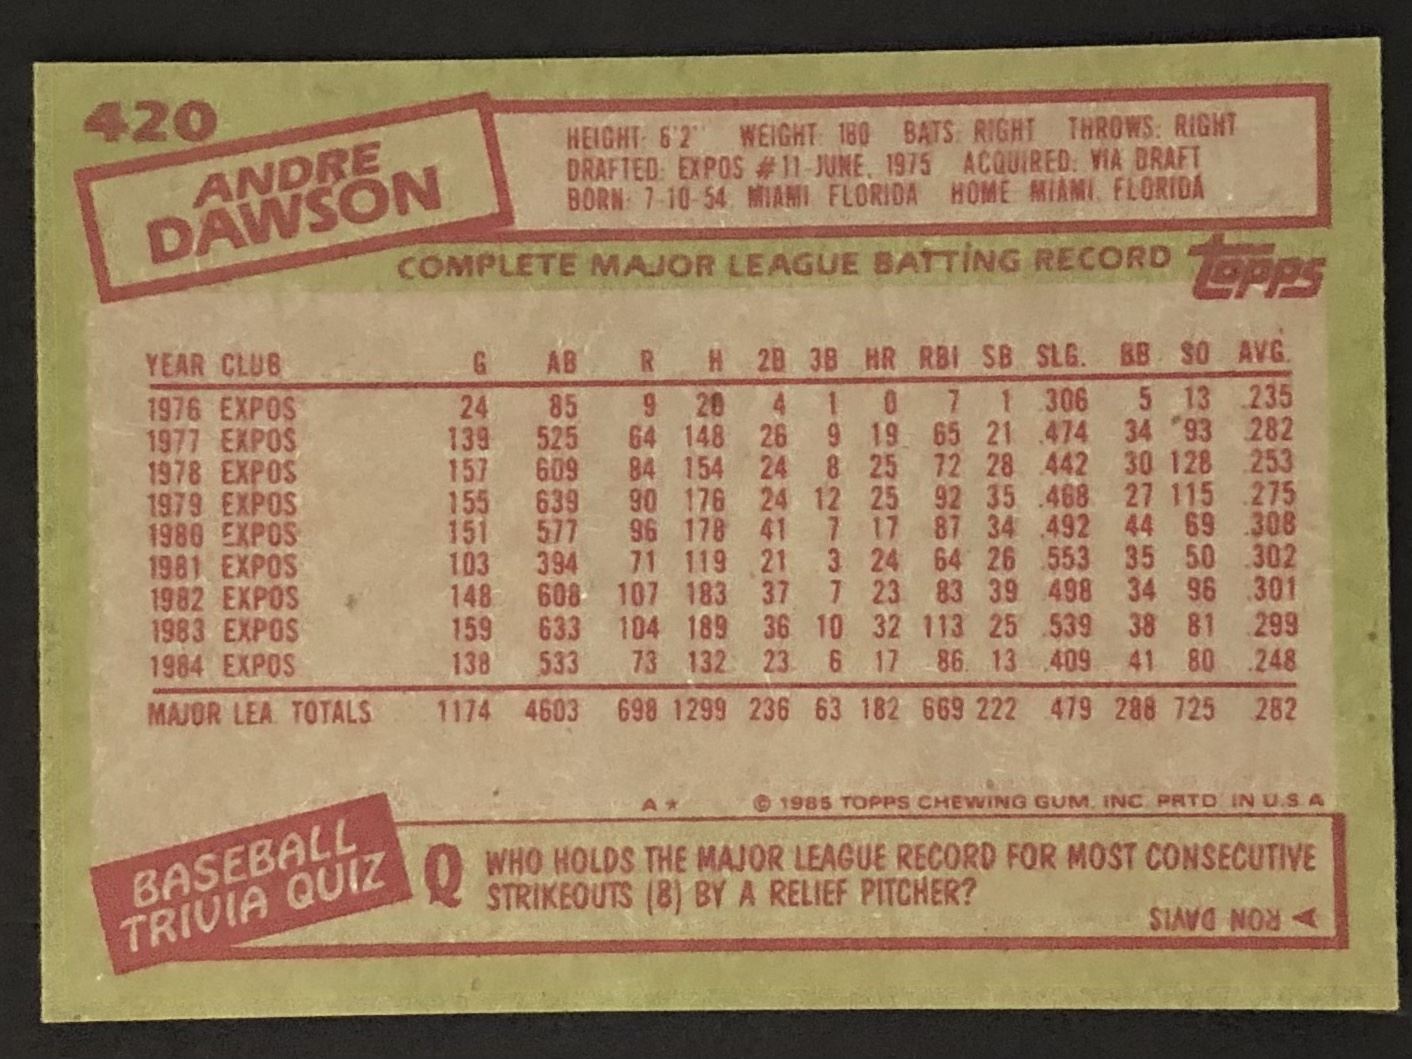 420
ANDRE
DAWSON
HEIGHT: 6'2" WEIGHT: 180 BATS: RIGHT THROWS: RIGHT
DRAFTED: EXPOS #11-JUNE, 1975 ACQUIRED: VIA DRAFT
BORN: 7-10-54, MIAMI, FLORIDA HOME: MIAMI, FLORIDA
COMPLETE MAJOR LEAGUE BATTING RECORD
topps
YEAR CLUB G AB R H 2B 3B HR RBI SB SLG. BB SO AVG.
1976 EXPOS 24 85 9 20 4 1 0 7 1 .306 5 13 .235
1977 EXPOS 139 525 64 148 26 9 19 65 21 .474 34 93 .282
1978 EXPOS 157 609 84 154 24 8 25 72 28 .442 30 128 .253
1979 EXPOS 155 639 90 176 24 12 25 92 35 .468 27 115 .275
1980 EXPOS 151 577 96 178 41 7 17 87 34 .492 44 69 .308
1981 EXPOS 103 394 71 119 21 3 24 64 26 .553 35 50 .302
1982 EXPOS 148 608 107 183 37 7 23 83 39 .498 34 96 .301
1983 EXPOS 159 633 104 189 36 10 32 113 25 .539 38 81 .299
1984 EXPOS 138 533 73 132 23 6 17 86 13 .409 41 80 .248
MAJOR LEA. TOTALS 1174 4603 698 1299 236 63 182 669 222 .479 288 725 .282
A★ © 1985 TOPPS CHEWING GUM, INC. PRTD. IN U.S.A.
BASEBALL
TRIVIA QUIZ
Q WHO HOLDS THE MAJOR LEAGUE RECORD FOR MOST CONSECUTIVE
STRIKEOUTS (8) BY A RELIEF PITCHER?
RON DAVIS